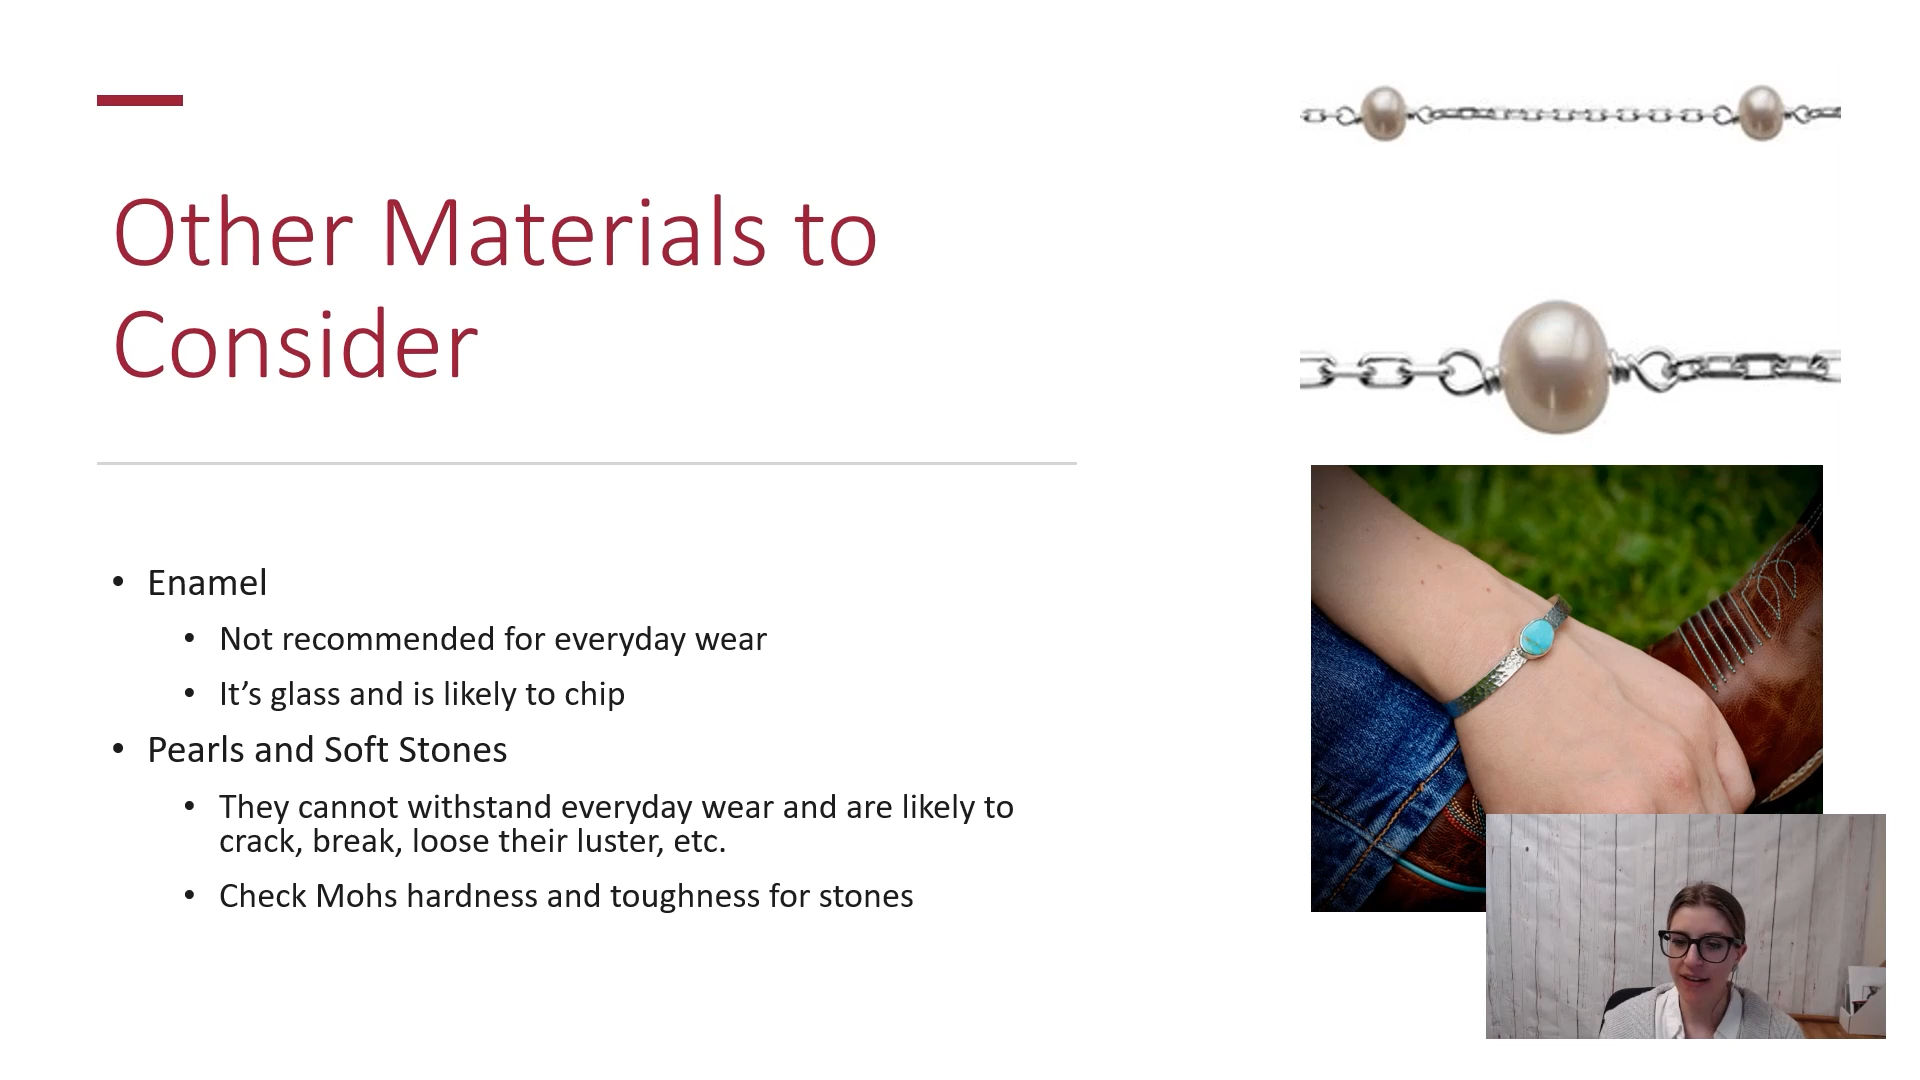 Other Materials to
Consider
• Enamel
• Not recommended for everyday wear
• It’s glass and is likely to chip
• Pearls and Soft Stones
• They cannot withstand everyday wear and are likely to
crack, break, loose their luster, etc.
• Check Mohs hardness and toughness for stones